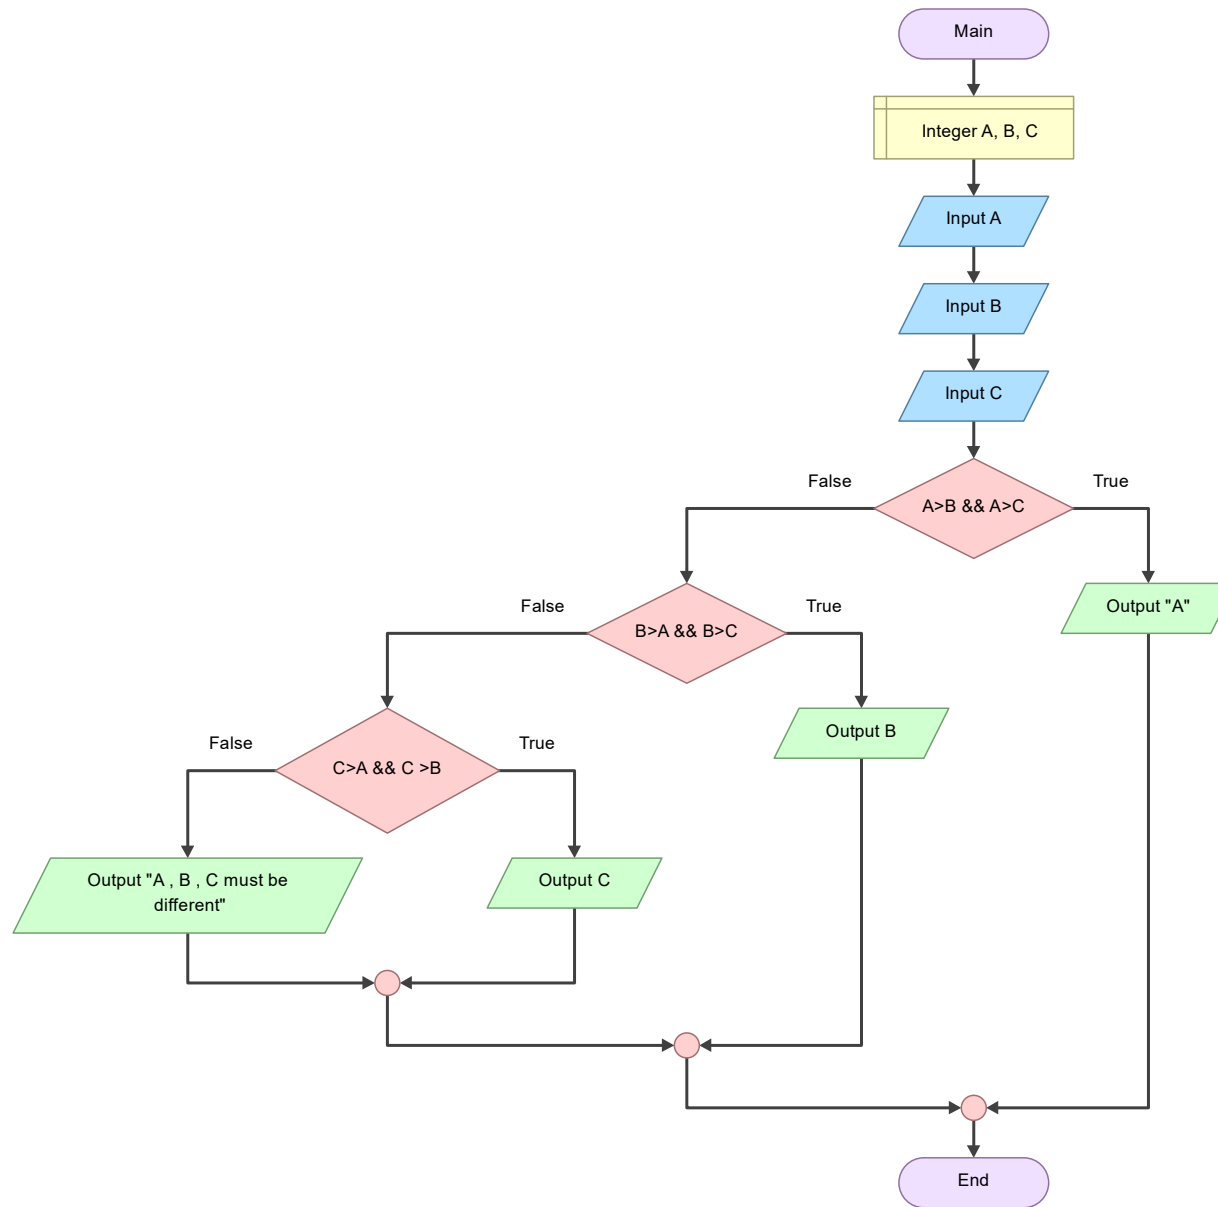 Main
Integer A, B, C
Input A
Input B
Input C
False
True
A>B && A>C
Output "A"
False
True
B>A && B>C
Output B
False
True
C>A && C >B
Output "A , B , C must be
different"
Output C
End